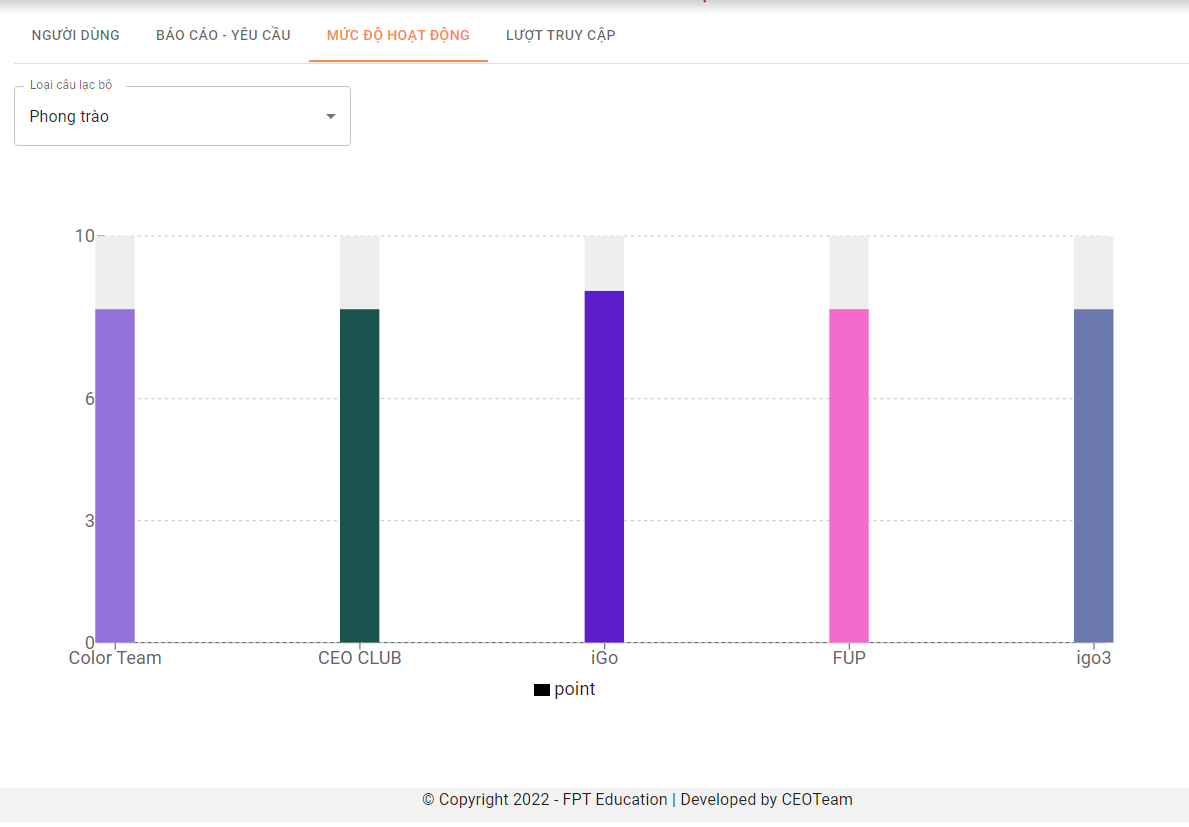 NGƯỜI DÙNG BÁO CÁO - YÊU CẦU MỨC ĐỘ HOẠT ĐỘNG LƯỢT TRUY CẬP
Loại câu lạc bộ
Phong trào
10
6
3
0
Color Team CEO CLUB iGo FUP igo3
point
© Copyright 2022 - FPT Education | Developed by CEOTeam